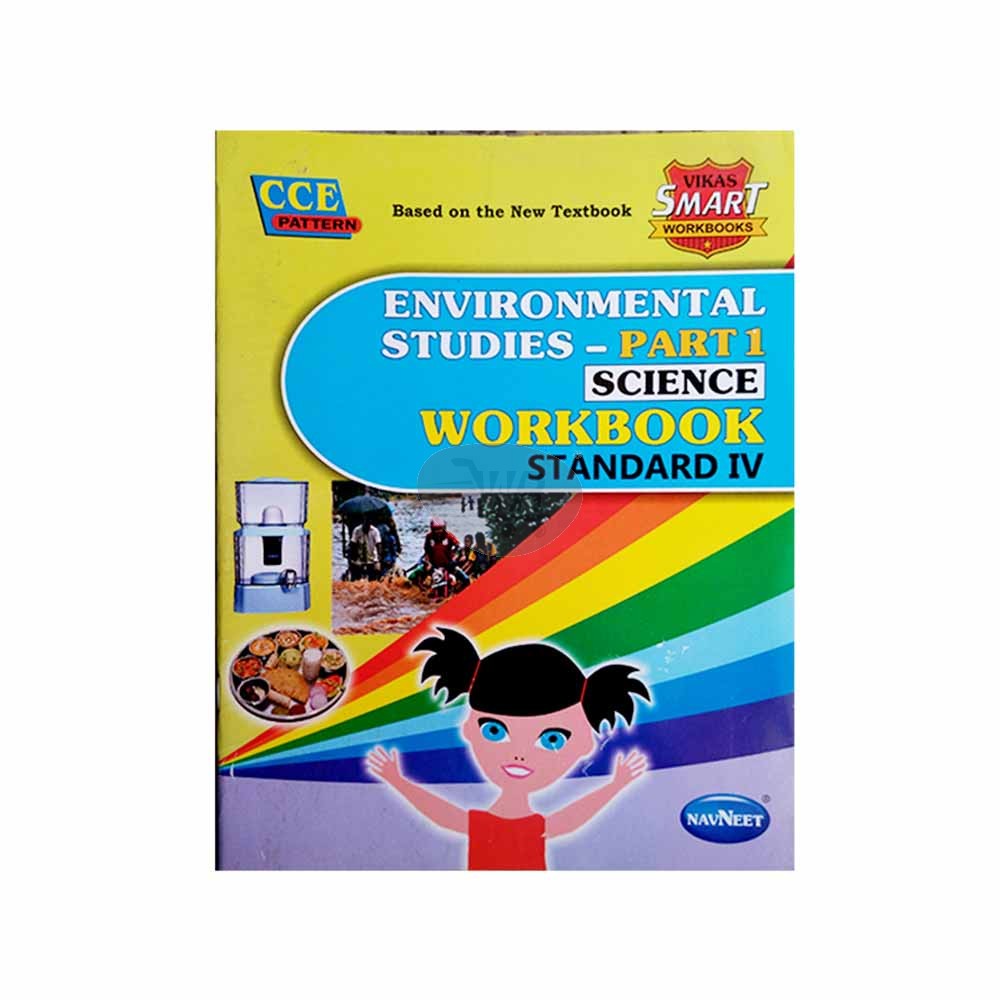 CCE
PATTERN
Based on the New Textbook
VIKAS
SMART
WORKBOOKS
ENVIRONMENTAL
STUDIES – PART 1
SCIENCE
WORKBOOK
STANDARD IV
NAVNEET ®